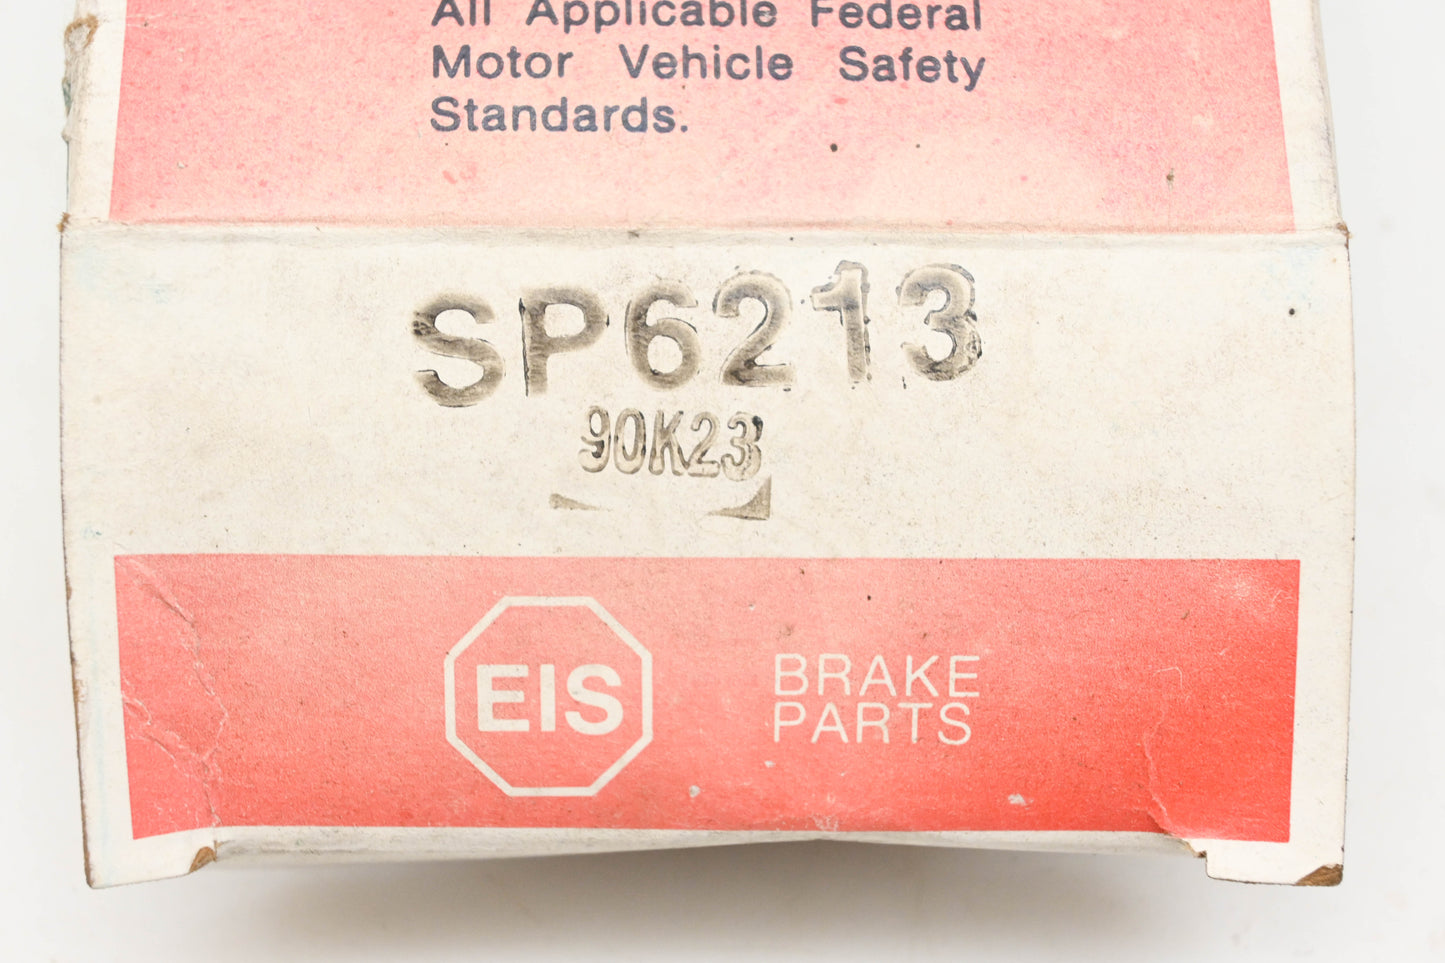 All Applicable Federal
Motor Vehicle Safety
Standards.
SP6213
90K23
EIS
BRAKE
PARTS